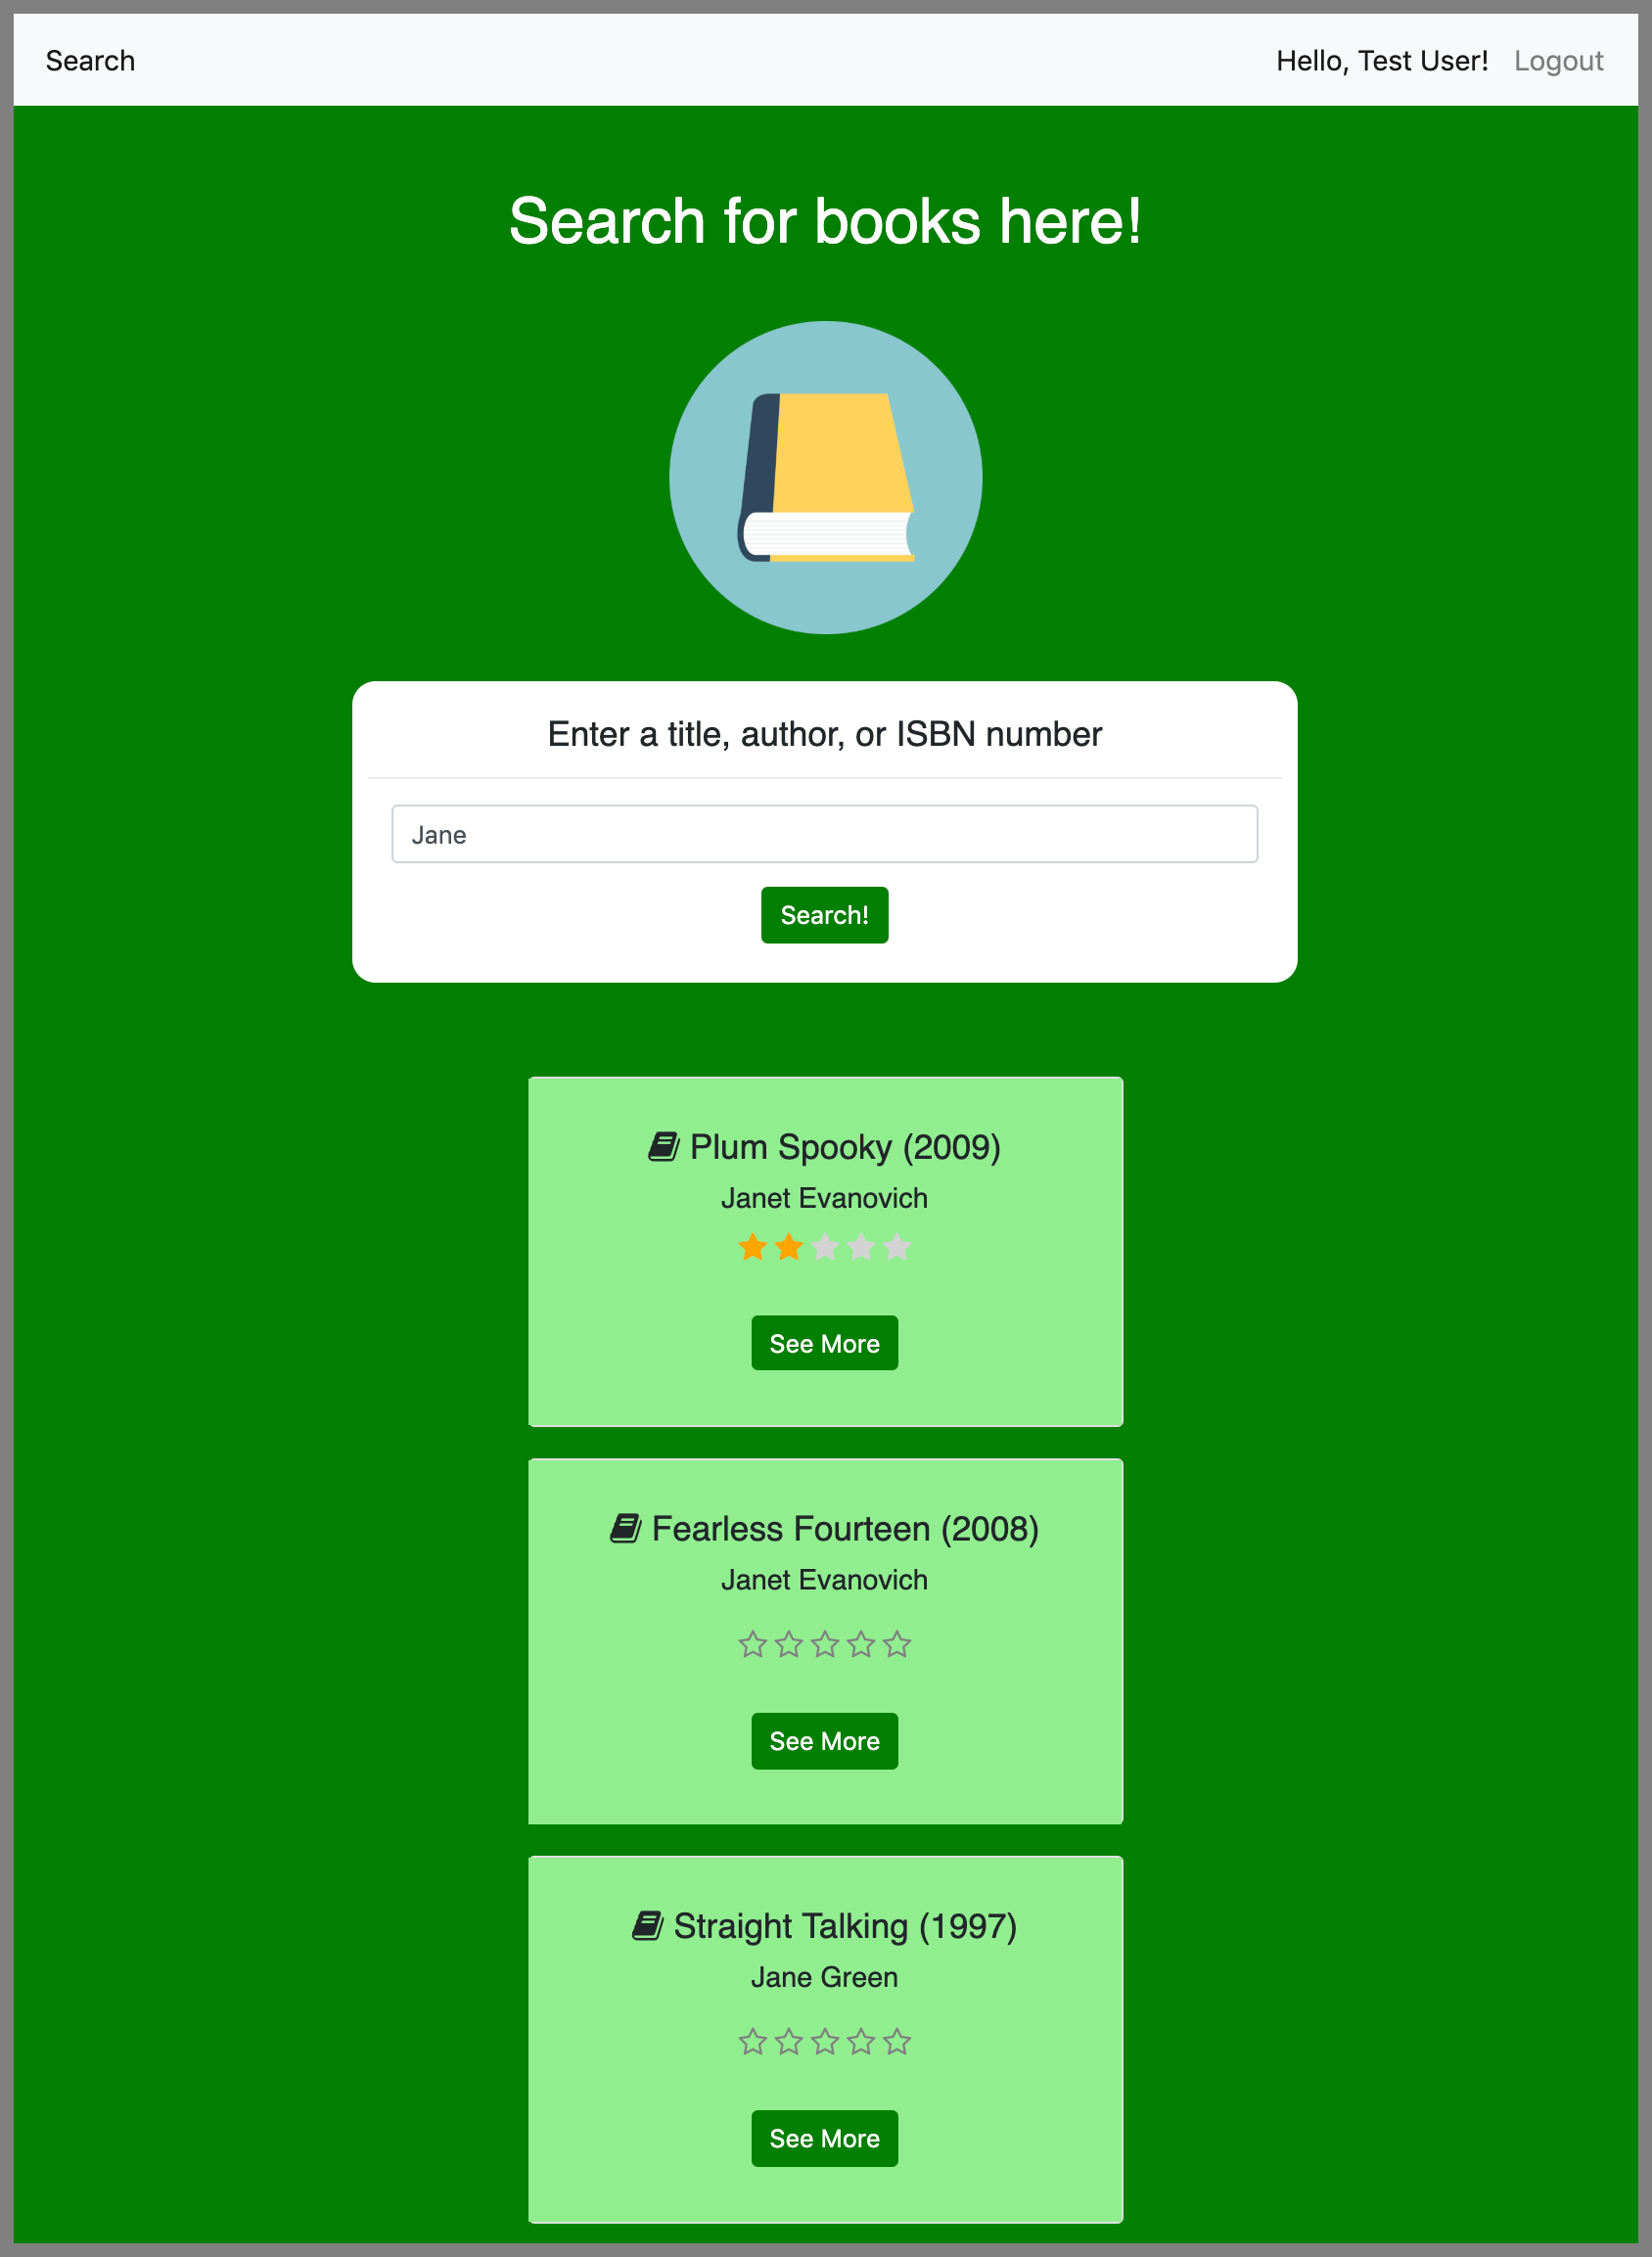 Search
Hello, Test User! Logout
Search for books here!
Enter a title, author, or ISBN number
Jane
Search!
Plum Spooky (2009)
Janet Evanovich
See More
Fearless Fourteen (2008)
Janet Evanovich
See More
Straight Talking (1997)
Jane Green
See More